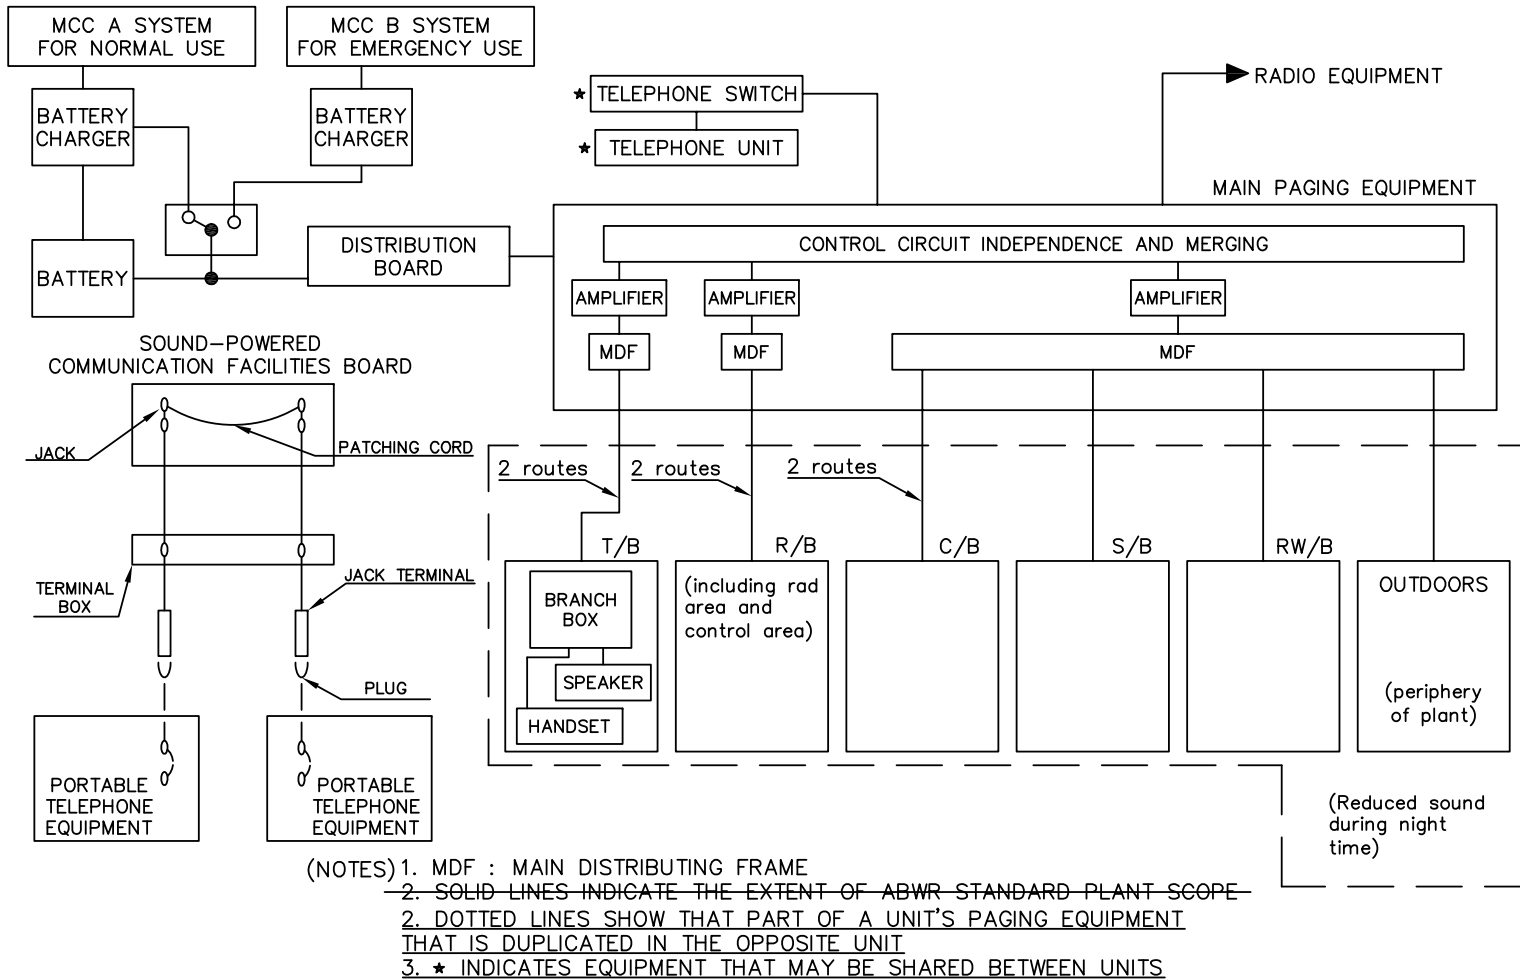 MCC A SYSTEM
FOR NORMAL USE
MCC B SYSTEM
FOR EMERGENCY USE
BATTERY
CHARGER
BATTERY
CHARGER
★ TELEPHONE SWITCH
★ TELEPHONE UNIT
RADIO EQUIPMENT
MAIN PAGING EQUIPMENT
BATTERY
DISTRIBUTION
BOARD
CONTROL CIRCUIT INDEPENDENCE AND MERGING
AMPLIFIER
AMPLIFIER
AMPLIFIER
MDF
MDF
MDF
SOUND-POWERED
COMMUNICATION FACILITIES BOARD
JACK
PATCHING CORD
TERMINAL
BOX
JACK TERMINAL
PLUG
PORTABLE
TELEPHONE
EQUIPMENT
PORTABLE
TELEPHONE
EQUIPMENT
2 routes
2 routes
2 routes
T/B
R/B
C/B
S/B
RW/B
BRANCH
BOX
SPEAKER
HANDSET
(including rad
area and
control area)
OUTDOORS
(periphery
of plant)
(Reduced sound
during night
time)
(NOTES) 1. MDF : MAIN DISTRIBUTING FRAME
2. SOLID LINES INDICATE THE EXTENT OF ABWR STANDARD PLANT SCOPE
2. DOTTED LINES SHOW THAT PART OF A UNIT'S PAGING EQUIPMENT
THAT IS DUPLICATED IN THE OPPOSITE UNIT
3. ★ INDICATES EQUIPMENT THAT MAY BE SHARED BETWEEN UNITS